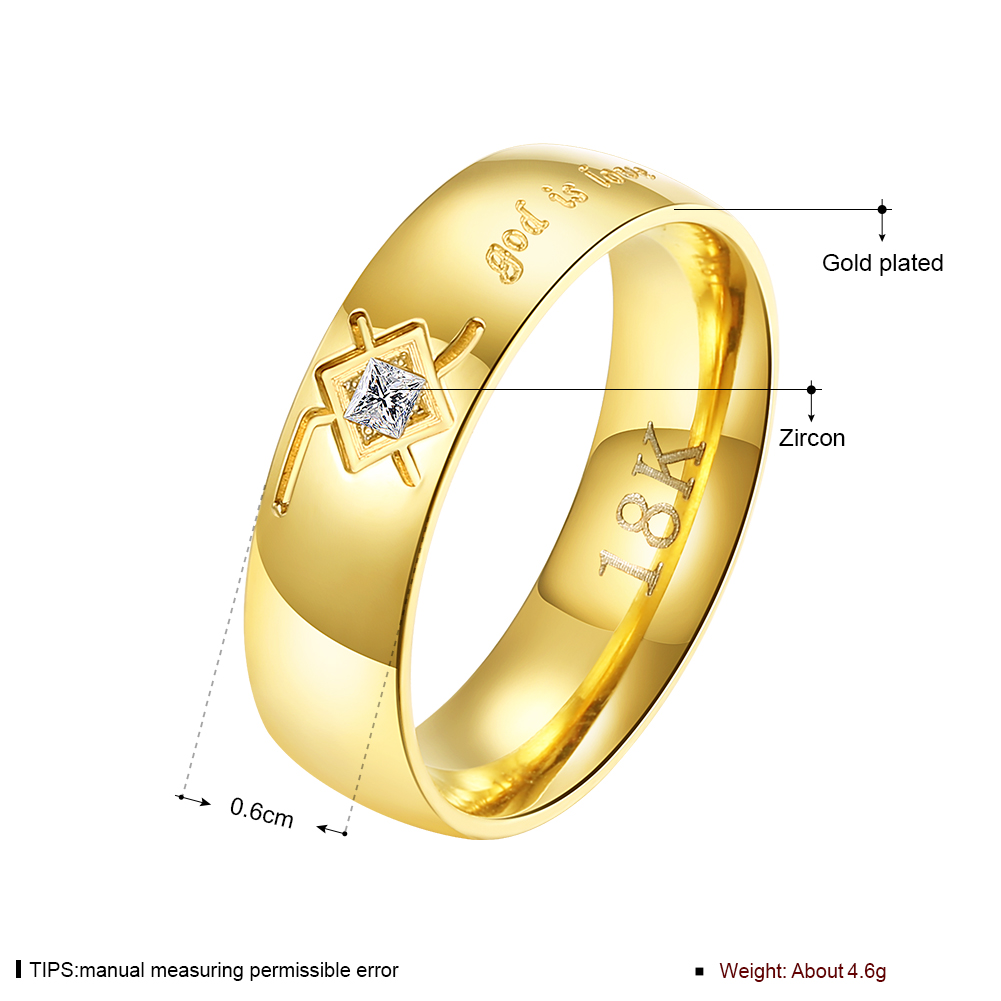 god is love
Gold plated
Zircon
18K
0.6cm
TIPS:manual measuring permissible error
Weight: About 4.6g